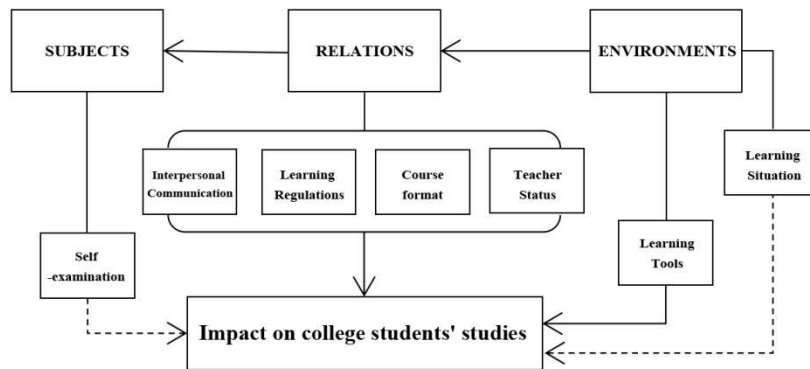 SUBJECTS
RELATIONS
ENVIRONMENTS
Interpersonal
Communication
Learning
Regulations
Course
format
Teacher
Status
Learning
Situation
Self
-examination
Learning
Tools
Impact on college students' studies